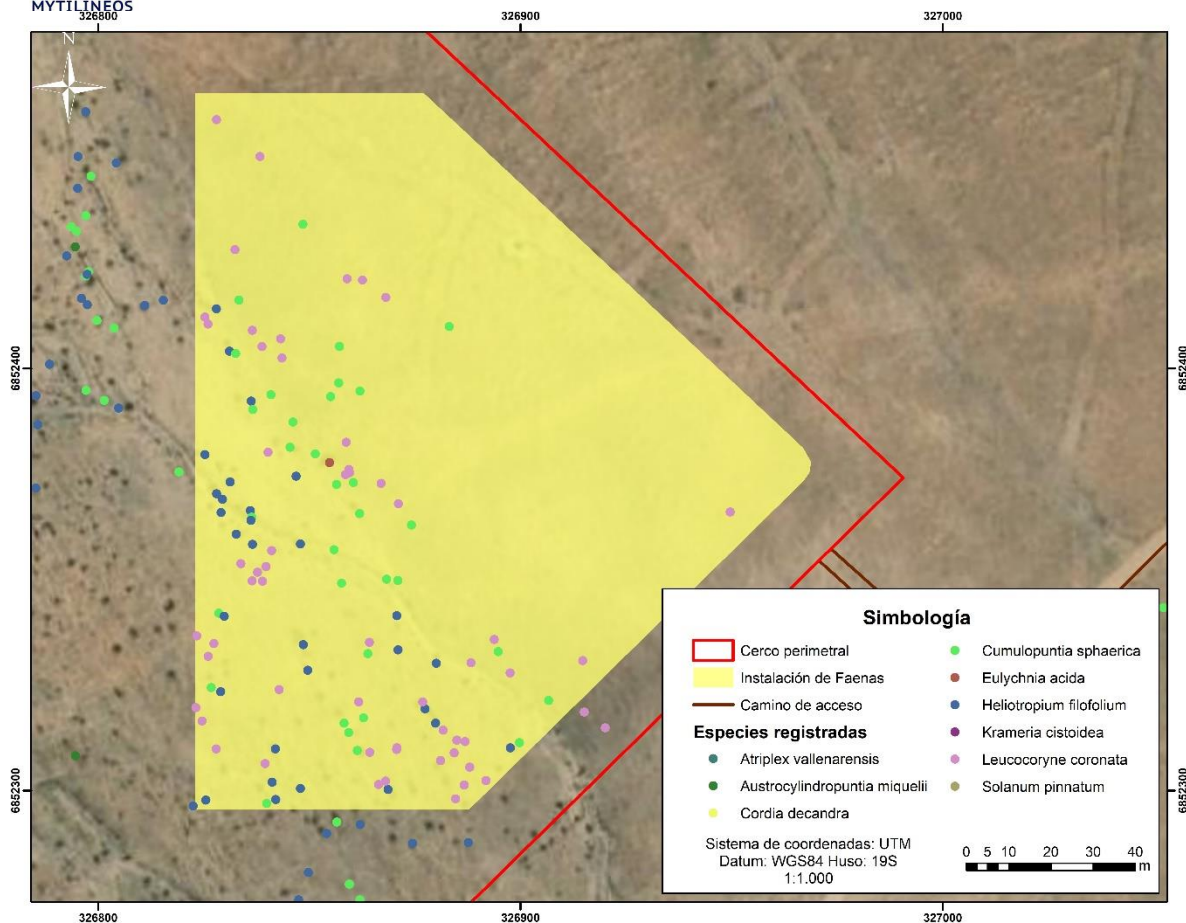 MYTILINEOS
326800 326900 327000
N
6852400 6852400
6852300 6852300
Simbología
Cerco perimetral
Instalación de Faenas
Camino de acceso
Especies registradas
Atriplex vallenarensis
Austrocylindropuntia miquelii
Cordia decandra
Cumulopuntia sphaerica
Eulychnia acida
Heliotropium filofolium
Krameria cistoidea
Leucocoryne coronata
Solanum pinnatum
Sistema de coordenadas: UTM
Datum: WGS84 Huso: 19S
1:1.000
0 5 10 20 30 40
m
326800 326900 327000